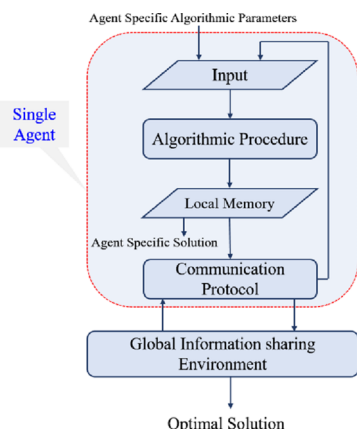 Agent Specific Algorithmic Parameters
Input
Single
Agent
Algorithmic Procedure
Local Memory
Agent Specific Solution
Communication
Protocol
Global Information sharing
Environment
Optimal Solution